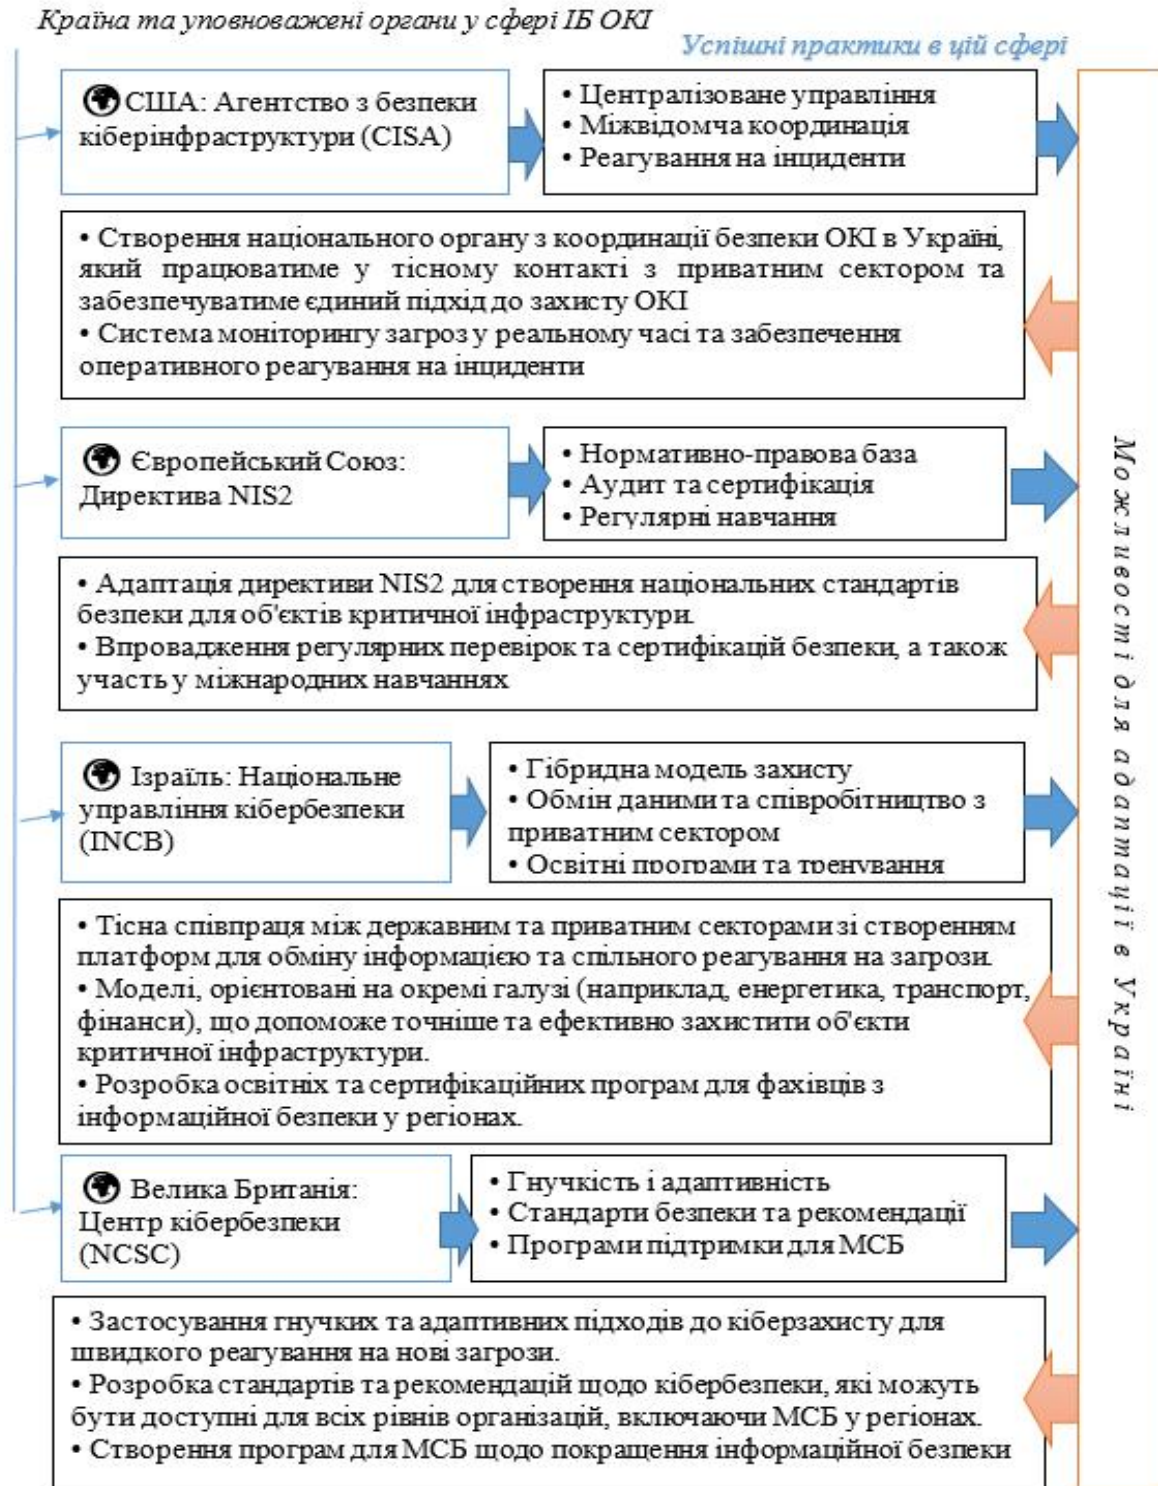 Країна та уповноважені органи у сфері ІБ ОКІ
Успішні практики в цій сфері
США: Агентство з безпеки
кіберінфраструктури (CISA)
• Централізоване управління
• Міжвідомча координація
• Реагування на інциденти
• Створення національного органу з координації безпеки ОКІ в Україні,
який працюватиме у тісному контакті з приватним сектором та
забезпечуватиме єдиний підхід до захисту ОКІ
• Система моніторингу загроз у реальному часі та забезпечення
оперативного реагування на інциденти
Європейський Союз:
Директива NIS2
• Нормативно-правова база
• Аудит та сертифікація
• Регулярні навчання
• Адаптація директиви NIS2 для створення національних стандартів
безпеки для об'єктів критичної інфраструктури.
• Впровадження регулярних перевірок та сертифікацій безпеки, а також
участь у міжнародних навчаннях
Ізраїль: Національне
управління кібербезпеки
(INCB)
• Гібридна модель захисту
• Обмін даними та співробітництво з
приватним сектором
• Освітні програми та тренування
• Тісна співпраця між державним та приватним секторами зі створенням
платформ для обміну інформацією та спільного реагування на загрози.
• Моделі, орієнтовані на окремі галузі (наприклад, енергетика, транспорт,
фінанси), що допоможе точніше та ефективно захистити об'єкти
критичної інфраструктури.
• Розробка освітніх та сертифікаційних програм для фахівців з
інформаційної безпеки у регіонах.
Велика Британія:
Центр кібербезпеки
(NCSC)
• Гнучкість і адаптивність
• Стандарти безпеки та рекомендації
• Програми підтримки для МСБ
• Застосування гнучких та адаптивних підходів до кіберзахисту для
швидкого реагування на нові загрози.
• Розробка стандартів та рекомендацій щодо кібербезпеки, які можуть
бути доступні для всіх рівнів організацій, включаючи МСБ у регіонах.
• Створення програм для МСБ щодо покращення інформаційної безпеки
Можливості для адаптації в Україні